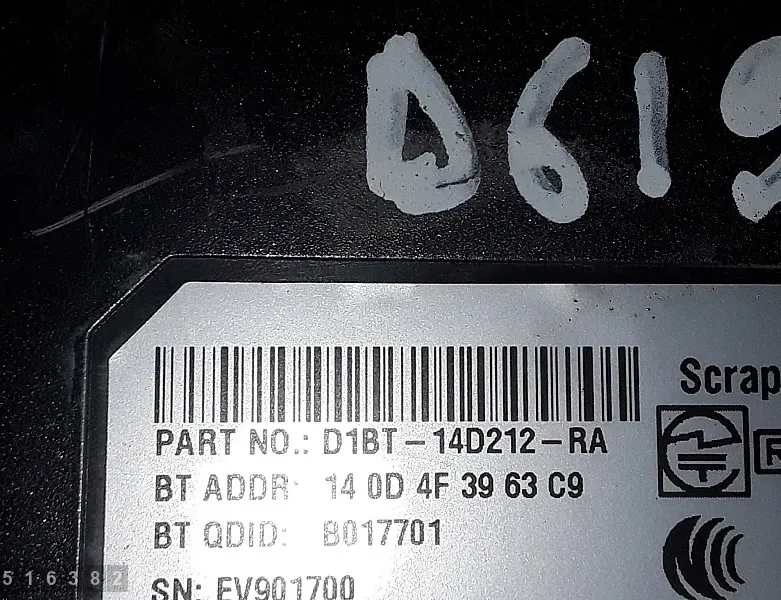 D619
Scrap
PART NO.: D1BT-14D212-RA
BT ADDR: 14 0D 4F 39 63 C9
R
BT QDID: B017701
SN: EV901700
516382